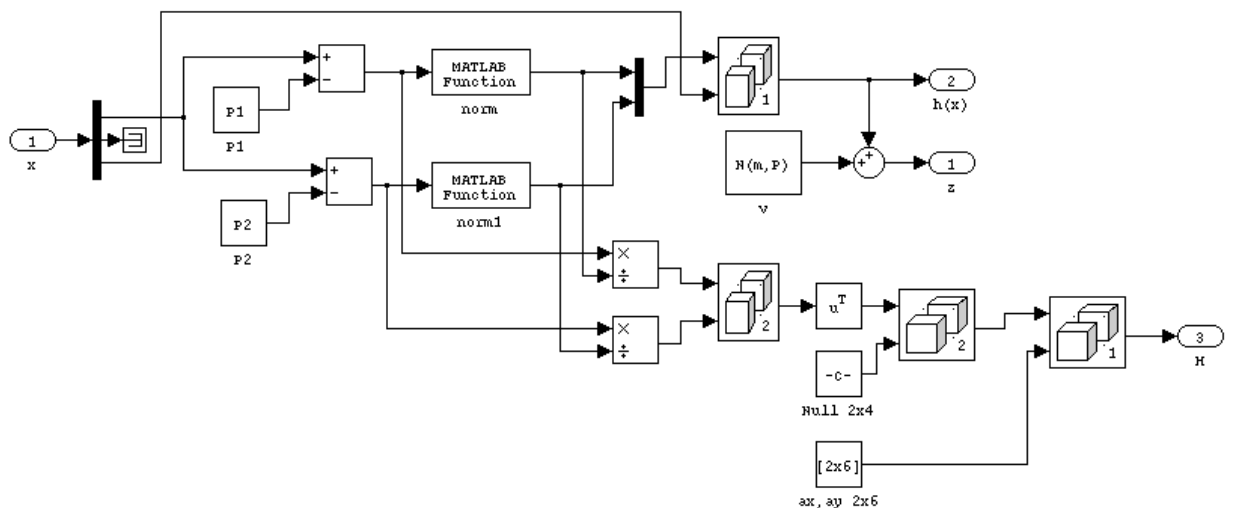 +
−
MATLAB
Function
norm
P1
P1
1
2
h(x)
1
x
+
−
MATLAB
Function
norm1
N(m,P)
v
+
+
1
z
P2
P2
×
÷
2
u^T
2
1
3
H
×
÷
-C-
Null 2x4
[2x6]
ax,ay 2x6